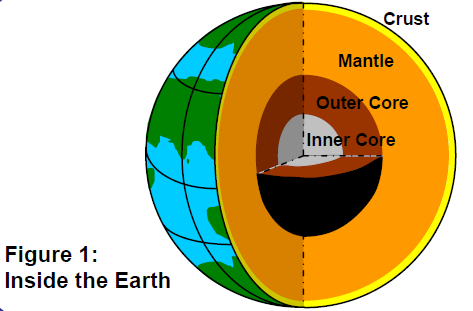 Crust
Mantle
Outer Core
Inner Core
Figure 1:
Inside the Earth